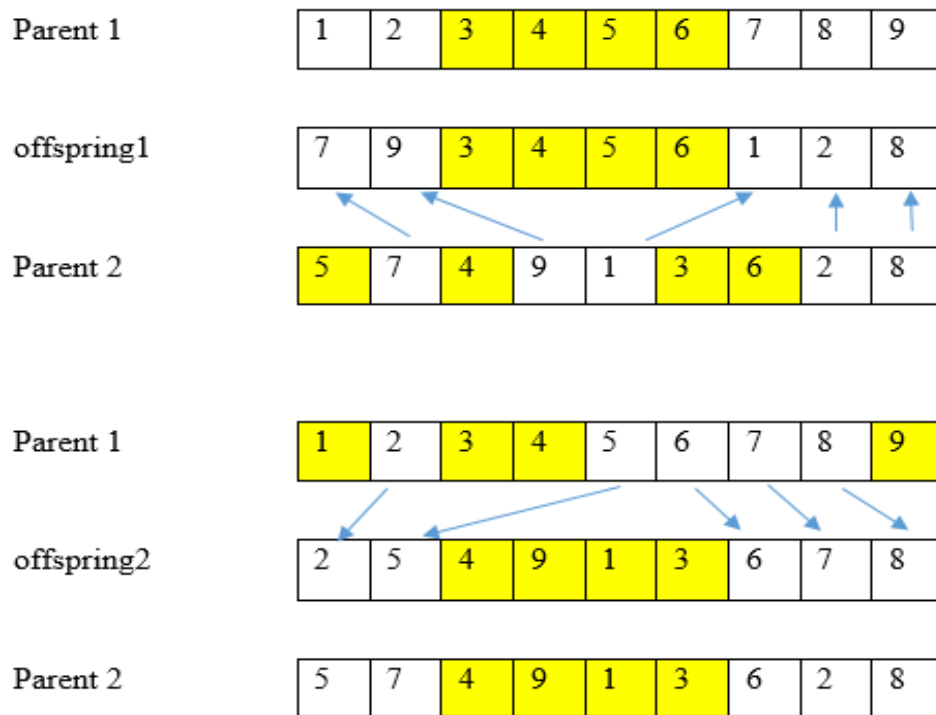 Parent 1 1 2 3 4 5 6 7 8 9
offspring1 7 9 3 4 5 6 1 2 8
Parent 2 5 7 4 9 1 3 6 2 8
Parent 1 1 2 3 4 5 6 7 8 9
offspring2 2 5 4 9 1 3 6 7 8
Parent 2 5 7 4 9 1 3 6 2 8